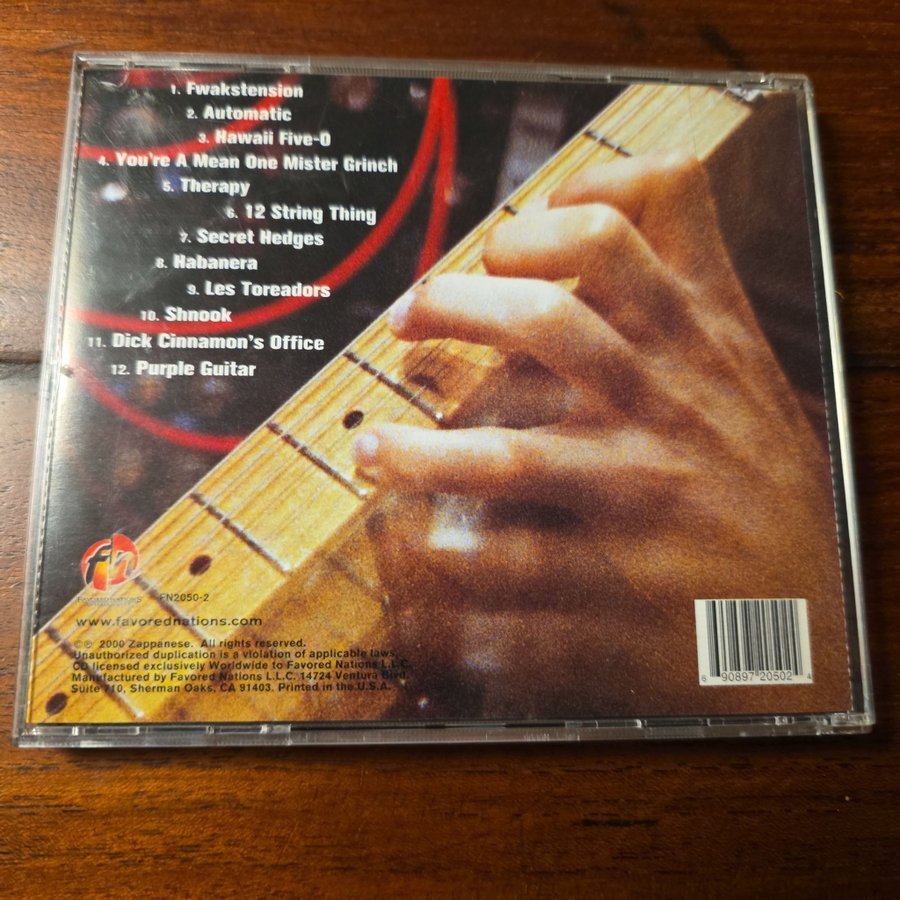 1. Fwakstension
2. Automatic
3. Hawaii Five-O
4. You're A Mean One Mister Grinch
5. Therapy
6. 12 String Thing
7. Secret Hedges
8. Habanera
9. Les Toreadors
10. Shnook
11. Dick Cinnamon's Office
12. Purple Guitar
fn
FAVORED NATIONS
FN2050-2
www.favorednations.com
©℗ 2000 Zappanese. All rights reserved.
Unauthorized duplication is a violation of applicable laws.
CD licensed exclusively Worldwide to Favored Nations L.L.C.
Manufactured by Favored Nations L.L.C. 14724 Ventura Blvd.
Suite 710, Sherman Oaks, CA 91403. Printed in the U.S.A.
6 90897 20502 4